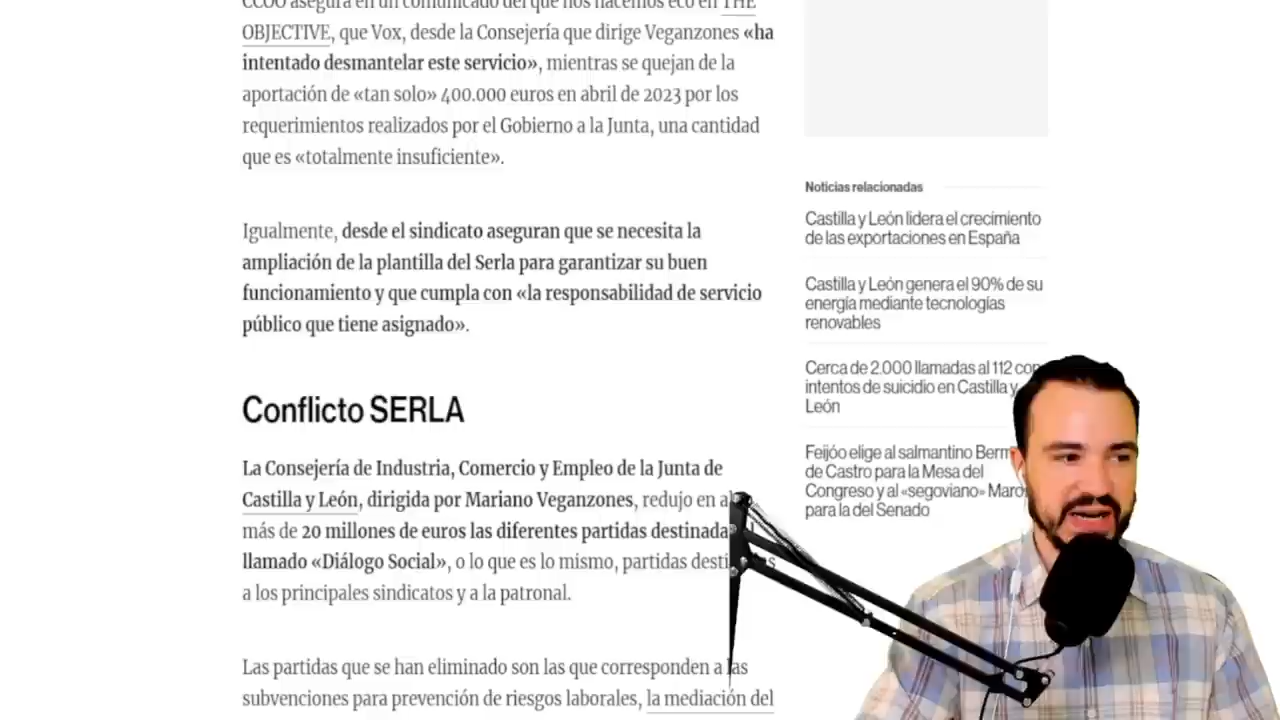 CCOO asegura en un comunicado del que nos hacemos eco en THE
OBJECTIVE, que Vox, desde la Consejería que dirige Veganzones «ha
intentado desmantelar este servicio», mientras se quejan de la
aportación de «tan solo» 400.000 euros en abril de 2023 por los
requerimientos realizados por el Gobierno a la Junta, una cantidad
que es «totalmente insuficiente».
Igualmente, desde el sindicato aseguran que se necesita la
ampliación de la plantilla del Serla para garantizar su buen
funcionamiento y que cumpla con «la responsabilidad de servicio
público que tiene asignado».
Conflicto SERLA
La Consejería de Industria, Comercio y Empleo de la Junta de
Castilla y León, dirigida por Mariano Veganzones, redujo en
más de 20 millones de euros las diferentes partidas
llamado «Diálogo Social», o lo que es lo mismo, partidas
a los principales sindicatos y a la patronal.
Las partidas que se han eliminado son las que corresponden a las
subvenciones para prevención de riesgos laborales, la mediación del
Noticias relacionadas
Castilla y León lidera el crecimiento
de las exportaciones en España
Castilla y León genera el 90% de su
energía mediante tecnologías
renovables
Cerca de 2.000 llamadas al 112 con
intentos de suicidio en Castilla y
León
Feijóo elige al salmantino
de Castro para la Mesa del
Congreso y al «segoviano»
para la del Senado